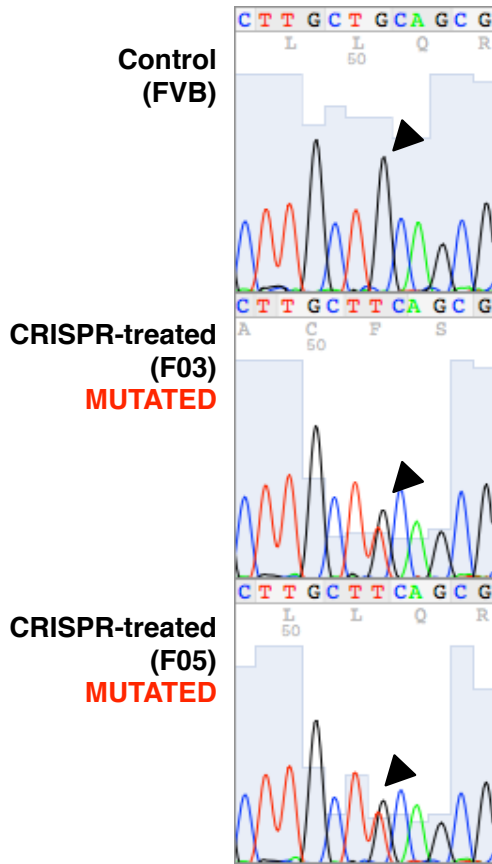 C T T G C T G C A G C G
L L Q R
50
Control
(FVB)
C T T G C T T C A G C G
A C F S
50
CRISPR-treated
(F03)
MUTATED
C T T G C T T C A G C G
L L Q R
50
CRISPR-treated
(F05)
MUTATED